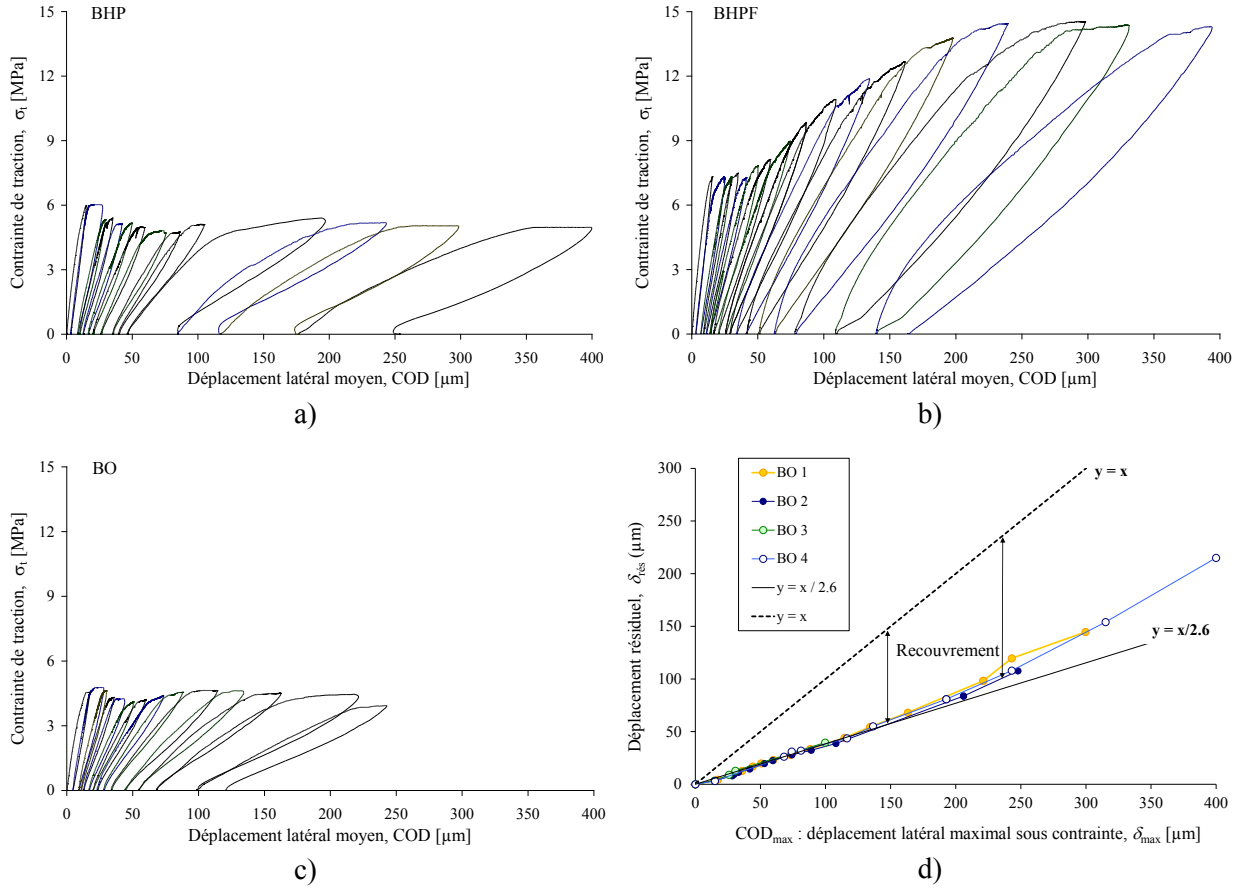 BHP
Contrainte de traction, σt [MPa]
15
12
9
6
3
0
0 50 100 150 200 250 300 350 400
Déplacement latéral moyen, COD [µm]
a)
BHPF
Contrainte de traction, σt [MPa]
15
12
9
6
3
0
0 50 100 150 200 250 300 350 400
Déplacement latéral moyen, COD [µm]
b)
BO
Contrainte de traction, σt [MPa]
15
12
9
6
3
0
0 50 100 150 200 250 300 350 400
Déplacement latéral moyen, COD [µm]
c)
Déplacement résiduel, δrés (µm)
300
250
200
150
100
50
0
BO 1
BO 2
BO 3
BO 4
y = x / 2.6
y = x
y = x
Recouvrement
y = x/2.6
0 50 100 150 200 250 300 350 400
CODmax : déplacement latéral maximal sous contrainte, δmax [µm]
d)